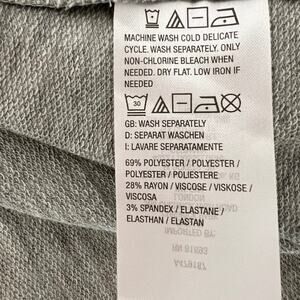 MACHINE WASH COLD DELICATE
CYCLE. WASH SEPARATELY. ONLY
NON-CHLORINE BLEACH WHEN
NEEDED. DRY FLAT. LOW IRON IF
NEEDED
30
GB: WASH SEPARATELY
D: SEPARAT WASCHEN
I: LAVARE SEPARATAMENTE
69% POLYESTER / POLYESTER /
POLYESTER / POLIESTERE
28% RAYON / VISCOSE / VISKOSE /
VISCOSA
3% SPANDEX / ELASTANE /
ELASTHAN / ELASTAN
IMPORTED BY: